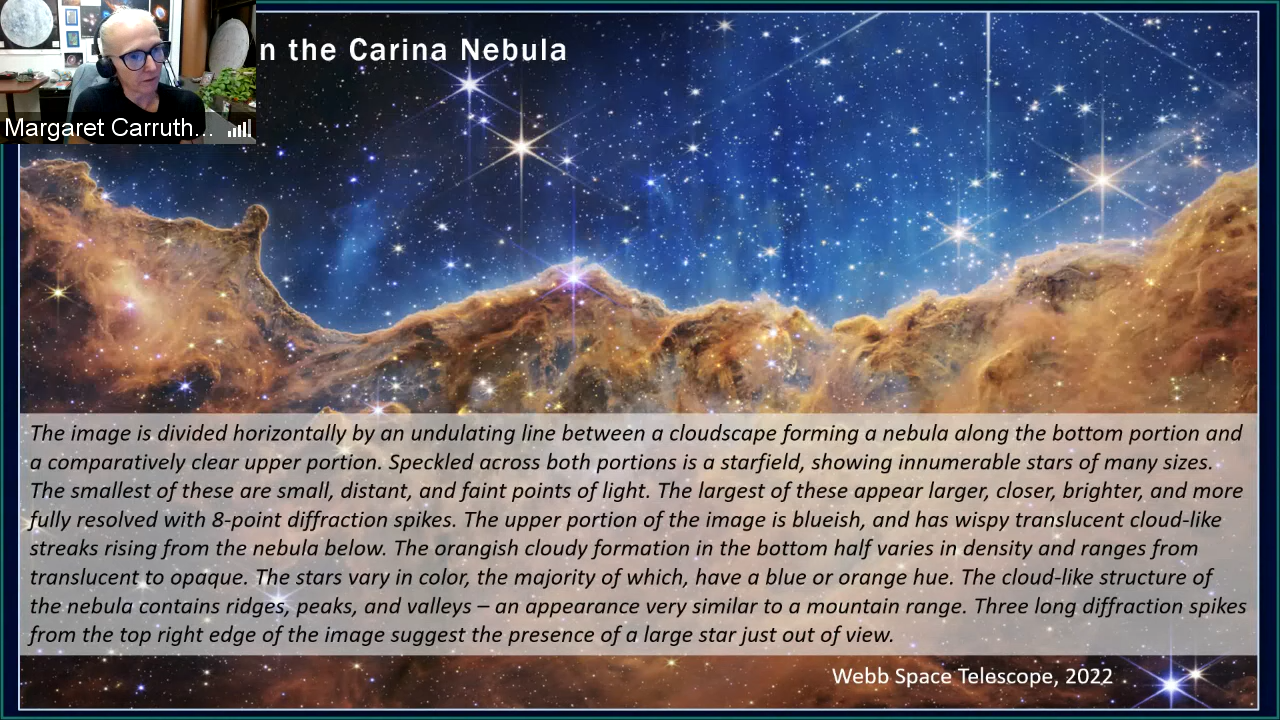 n the Carina Nebula
Margaret Carruth...
The image is divided horizontally by an undulating line between a cloudscape forming a nebula along the bottom portion and
a comparatively clear upper portion. Speckled across both portions is a starfield, showing innumerable stars of many sizes.
The smallest of these are small, distant, and faint points of light. The largest of these appear larger, closer, brighter, and more
fully resolved with 8-point diffraction spikes. The upper portion of the image is blueish, and has wispy translucent cloud-like
streaks rising from the nebula below. The orangish cloudy formation in the bottom half varies in density and ranges from
translucent to opaque. The stars vary in color, the majority of which, have a blue or orange hue. The cloud-like structure of
the nebula contains ridges, peaks, and valleys – an appearance very similar to a mountain range. Three long diffraction spikes
from the top right edge of the image suggest the presence of a large star just out of view.
Webb Space Telescope, 2022